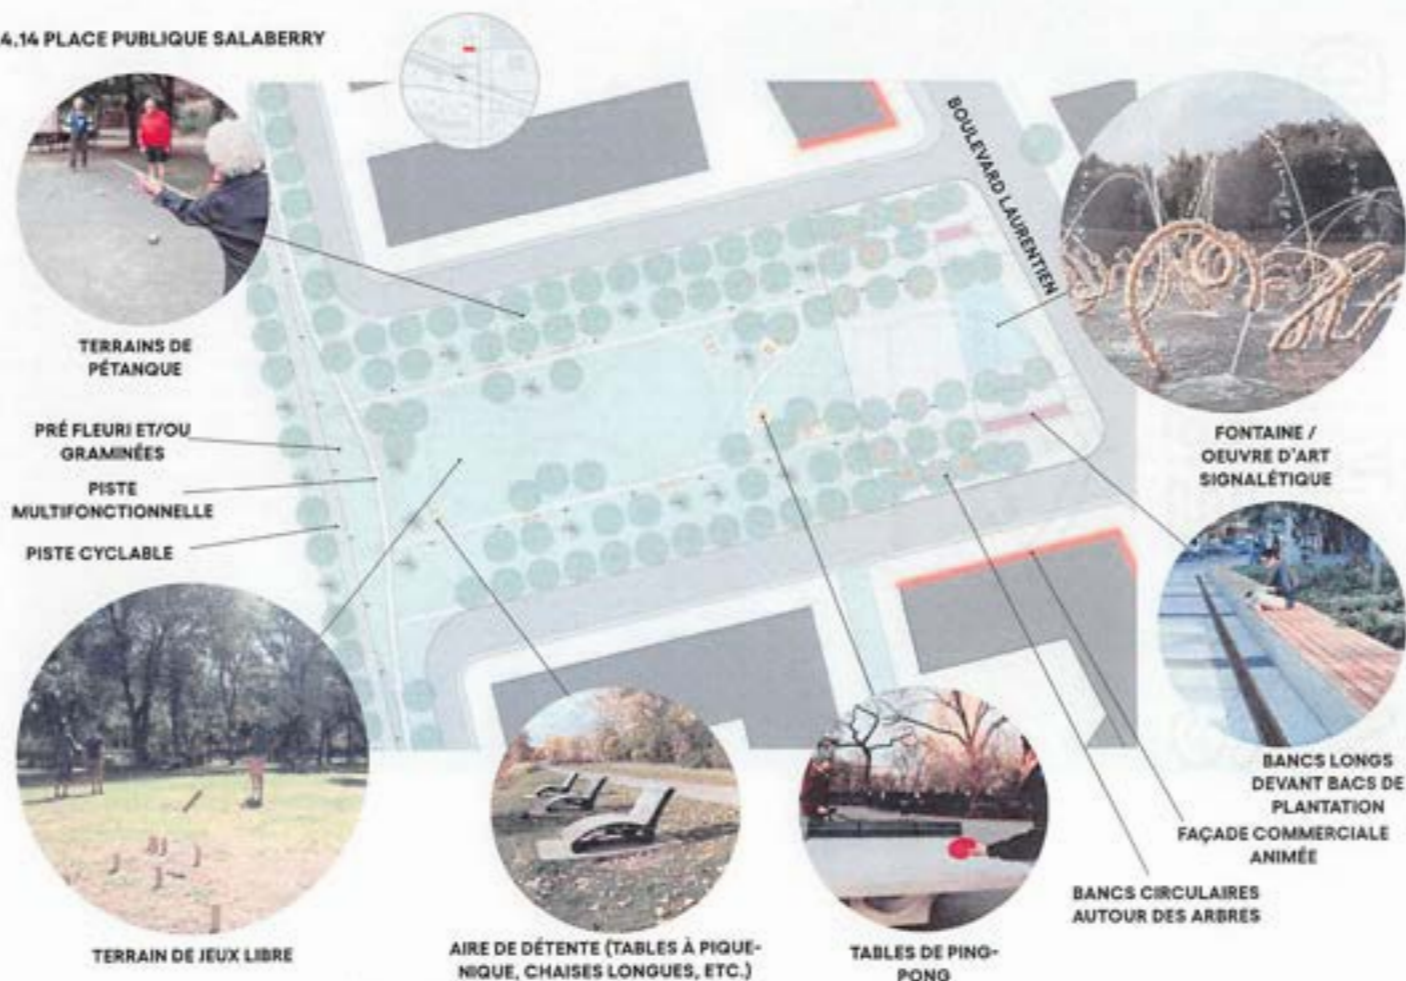 4.14 PLACE PUBLIQUE SALABERRY
BOULEVARD LAURENTIEN
TERRAINS DE
PÉTANQUE
PRÉ FLEURI ET/OU
GRAMINÉES
PISTE
MULTIFONCTIONNELLE
PISTE CYCLABLE
FONTAINE /
OEUVRE D'ART
SIGNALÉTIQUE
BANCS LONGS
DEVANT BACS DE
PLANTATION
FAÇADE COMMERCIALE
ANIMÉE
BANCS CIRCULAIRES
AUTOUR DES ARBRES
TERRAIN DE JEUX LIBRE
AIRE DE DÉTENTE (TABLES À PIQUE-
NIQUE, CHAISES LONGUES, ETC.)
TABLES DE PING-
PONG